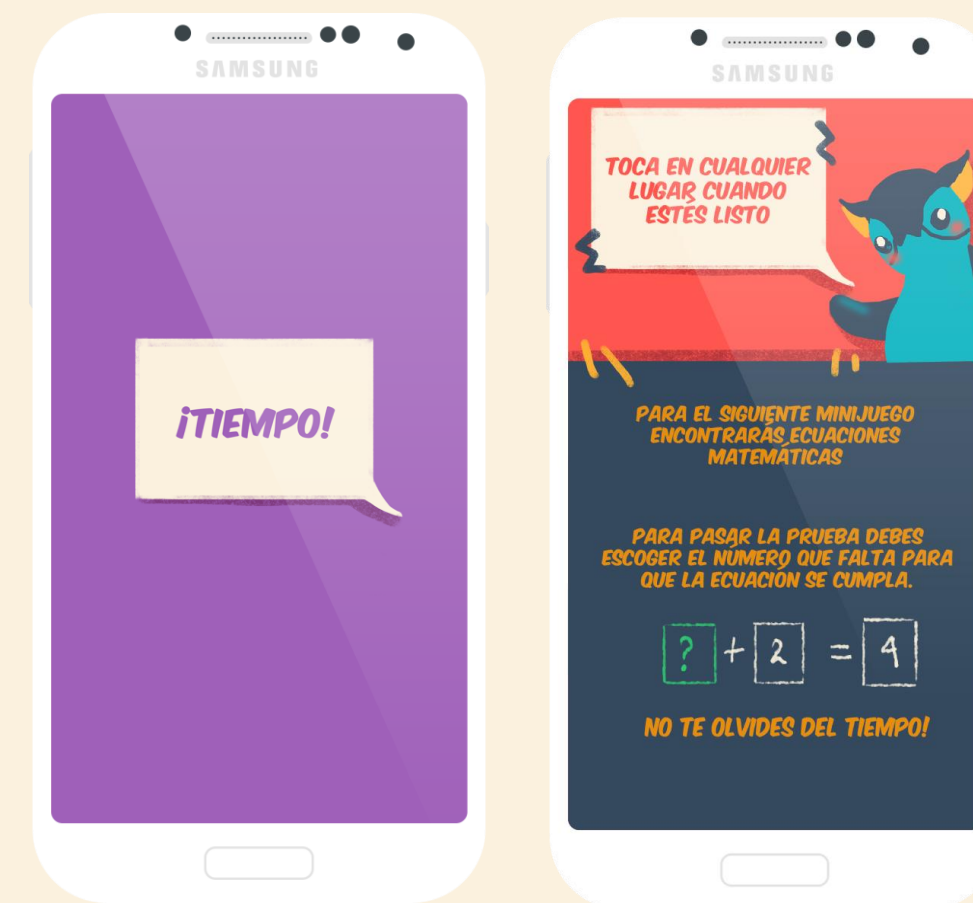 SAMSUNG
¡TIEMPO!
SAMSUNG
TOCA EN CUALQUIER
LUGAR CUANDO
ESTÉS LISTO
PARA EL SIGUIENTE MINIJUEGO
ENCONTRARÁS ECUACIONES
MATEMÁTICAS
PARA PASAR LA PRUEBA DEBES
ESCOGER EL NÚMERO QUE FALTA PARA
QUE LA ECUACIÓN SE CUMPLA.
? + 2 = 4
NO TE OLVIDES DEL TIEMPO!